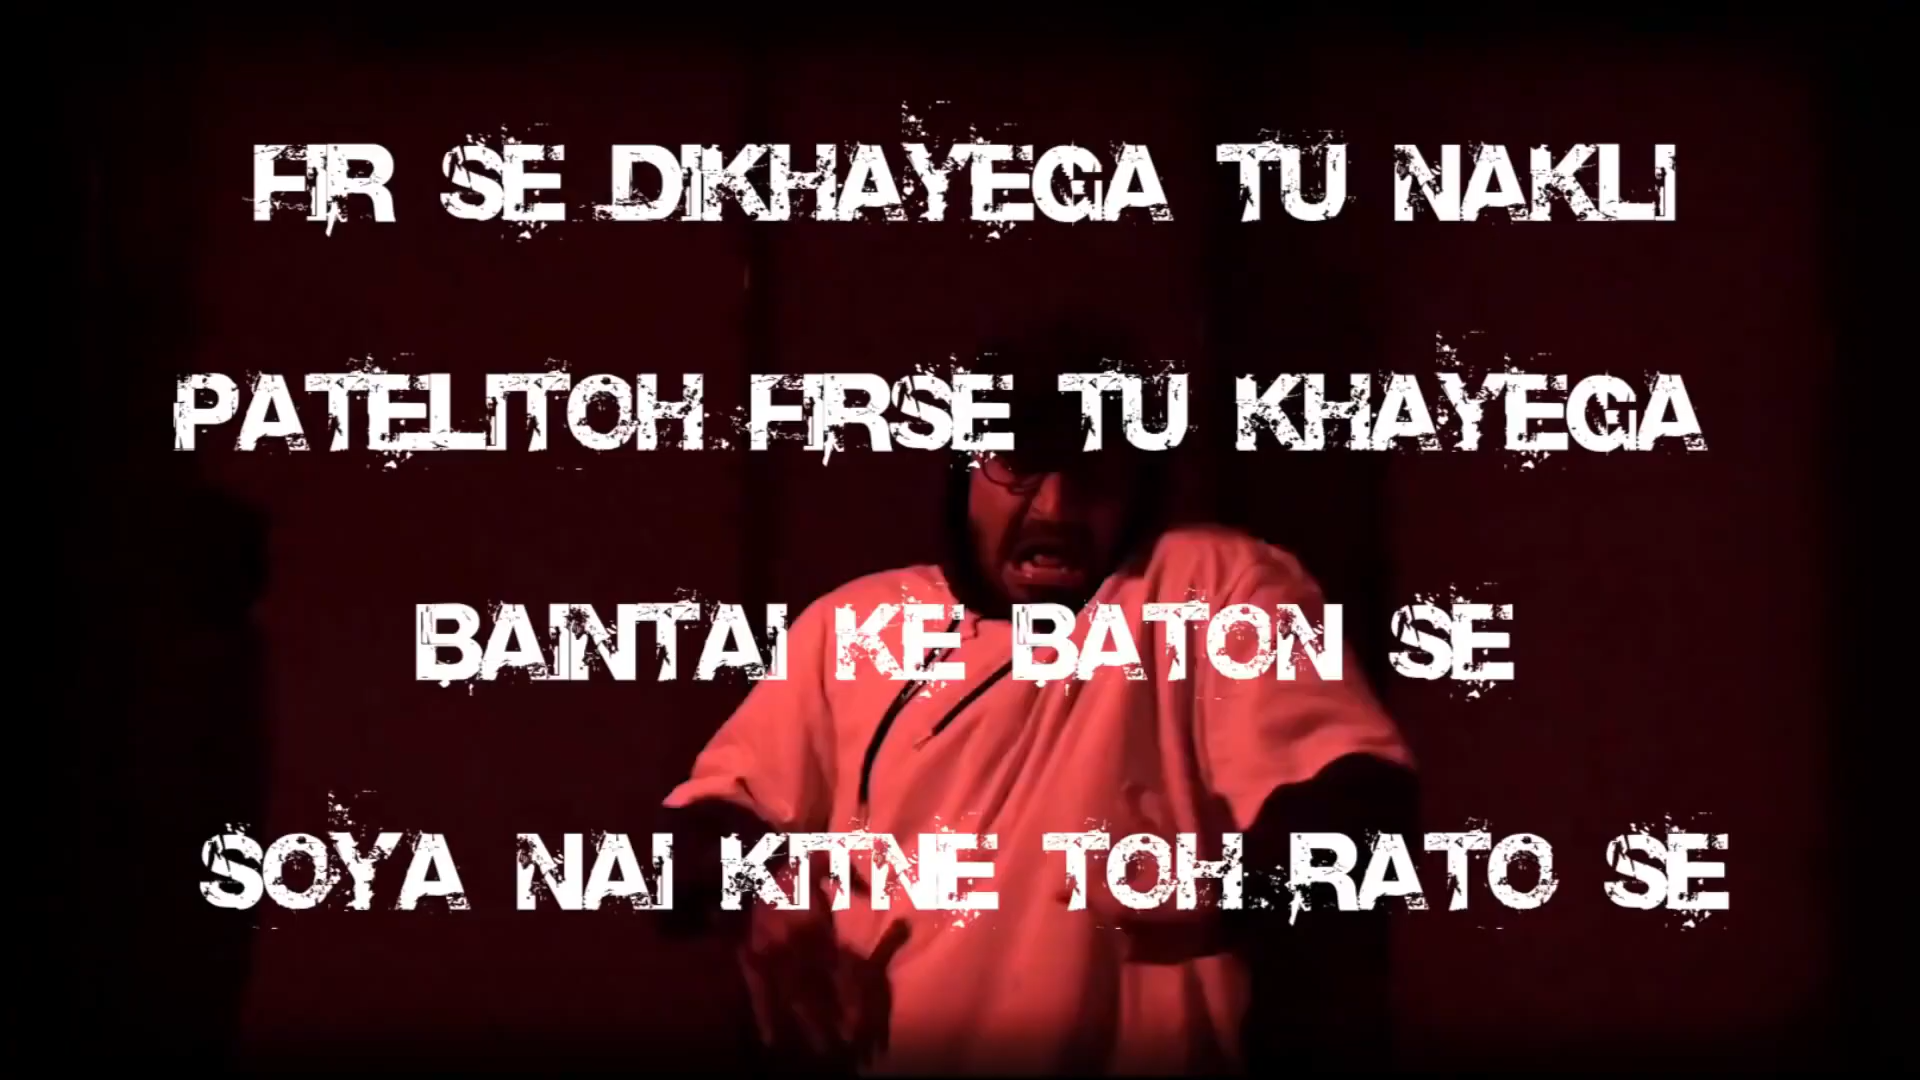 FIR SE DIKHAYEGA TU NAKLI
PATELITOH FIRSE TU KHAYEGA
BAINTAI KE BATON SE
SOYA NAI KITNE TOH RATO SE